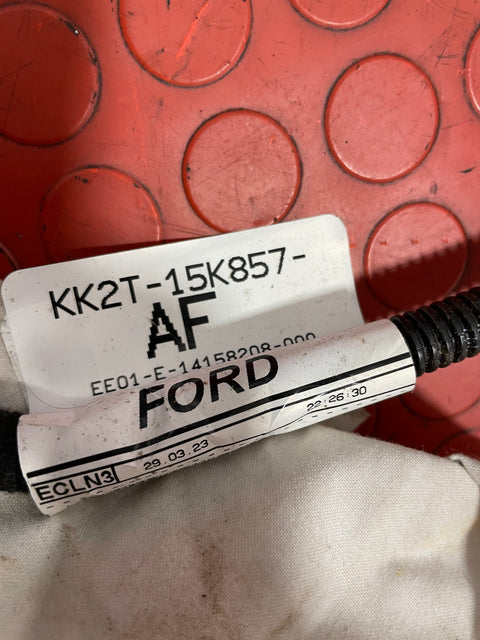 KK2T-15K857-
AF
EE01-E-14158208-000
FORD
22:26:30
29.03.23
ECLN3